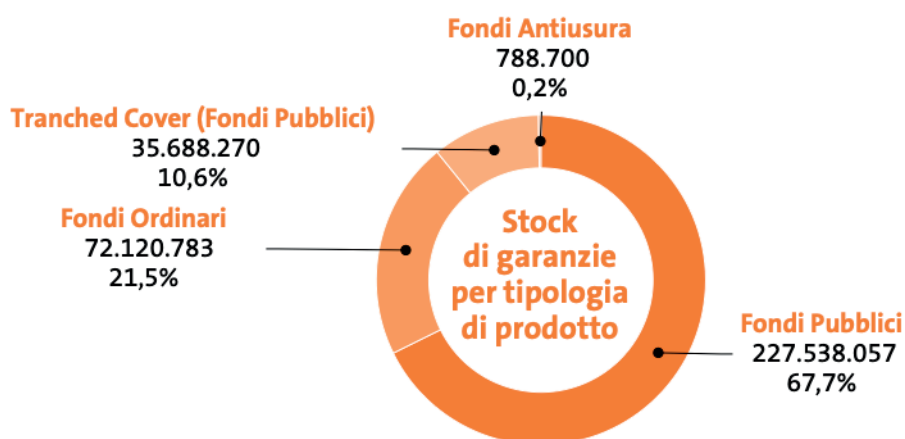 Fondi Antiusura
788.700
0,2%
Tranched Cover (Fondi Pubblici)
35.688.270
10,6%
Fondi Ordinari
72.120.783
21,5%
Stock
di garanzie
per tipologia
di prodotto
Fondi Pubblici
227.538.057
67,7%